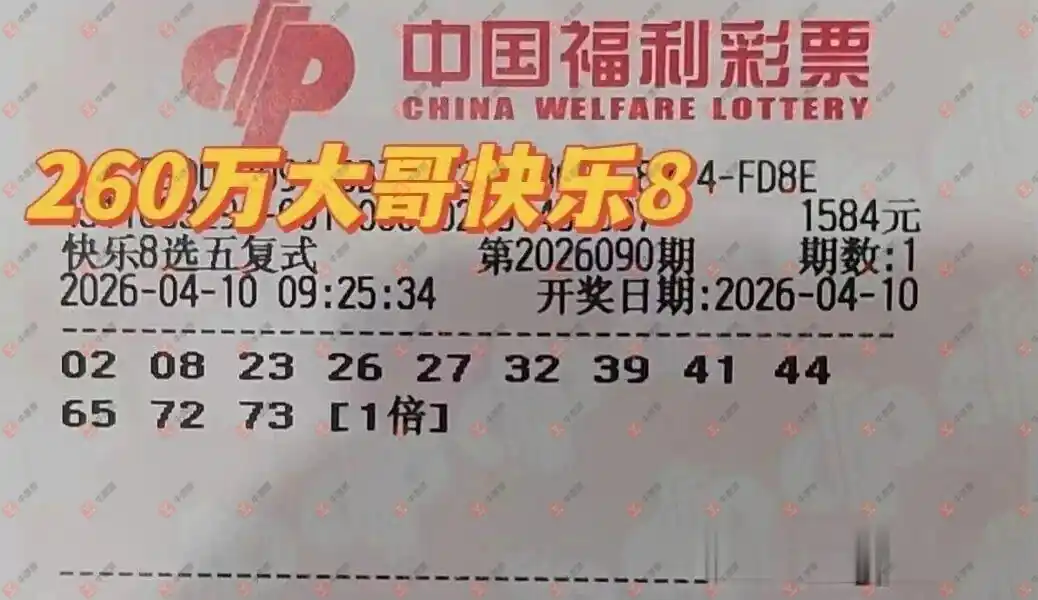 中国福利彩票
CHINA WELFARE LOTTERY
260万大哥快乐8
4-FD8E
1584元
快乐8选五复式 第2026090期 期数:1
2026-04-10 09:25:34 开奖日期:2026-04-10
02 08 23 26 27 32 39 41 44
65 72 73 [1倍]